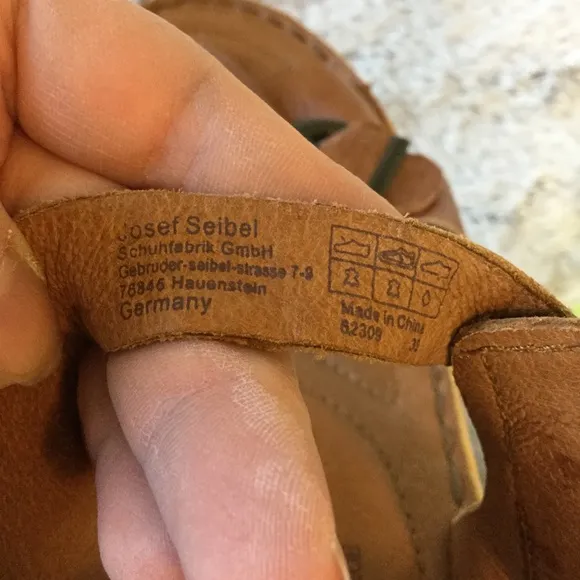 Josef Seibel
Schuhfabrik GmbH
Gebruder-seibel-strasse 7-9
76846 Hauenstein
Germany
Made in China
82309